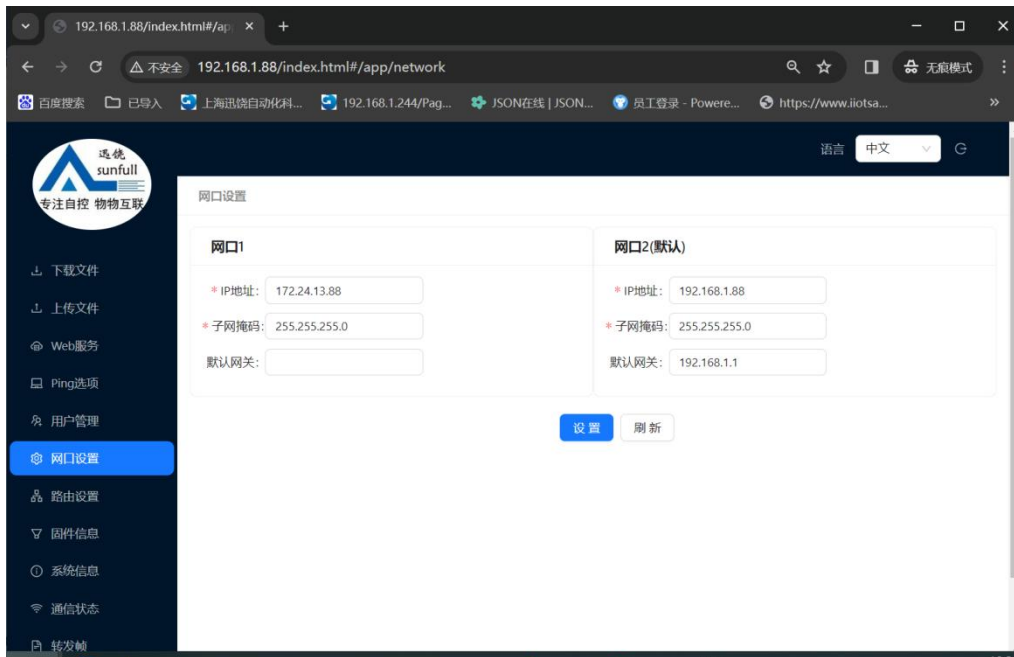 192.168.1.88/index.html#/ap
不安全 192.168.1.88/index.html#/app/network 无痕模式
百度搜索 已导入 上海迅饶自动化科... 192.168.1.244/Pag... JSON在线 | JSON... 员工登录 - Powere... https://www.iiotsa...
迅饶
sunfull
专注自控 物物互联
语言 中文
网口设置
网口1 网口2(默认)
* IP地址: 172.24.13.88 * IP地址: 192.168.1.88
* 子网掩码: 255.255.255.0 * 子网掩码: 255.255.255.0
默认网关: 默认网关: 192.168.1.1
设 置 刷 新
下载文件
上传文件
Web服务
Ping选项
用户管理
网口设置
路由设置
固件信息
系统信息
通信状态
转发帧